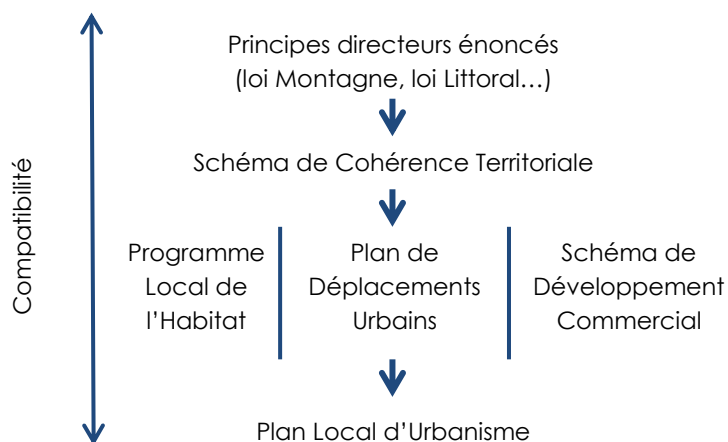 Principes directeurs énoncés
(loi Montagne, loi Littoral…)
Compatibilité
Schéma de Cohérence Territoriale
Programme
Local de
l’Habitat
Plan de
Déplacements
Urbains
Schéma de
Développement
Commercial
Plan Local d’Urbanisme